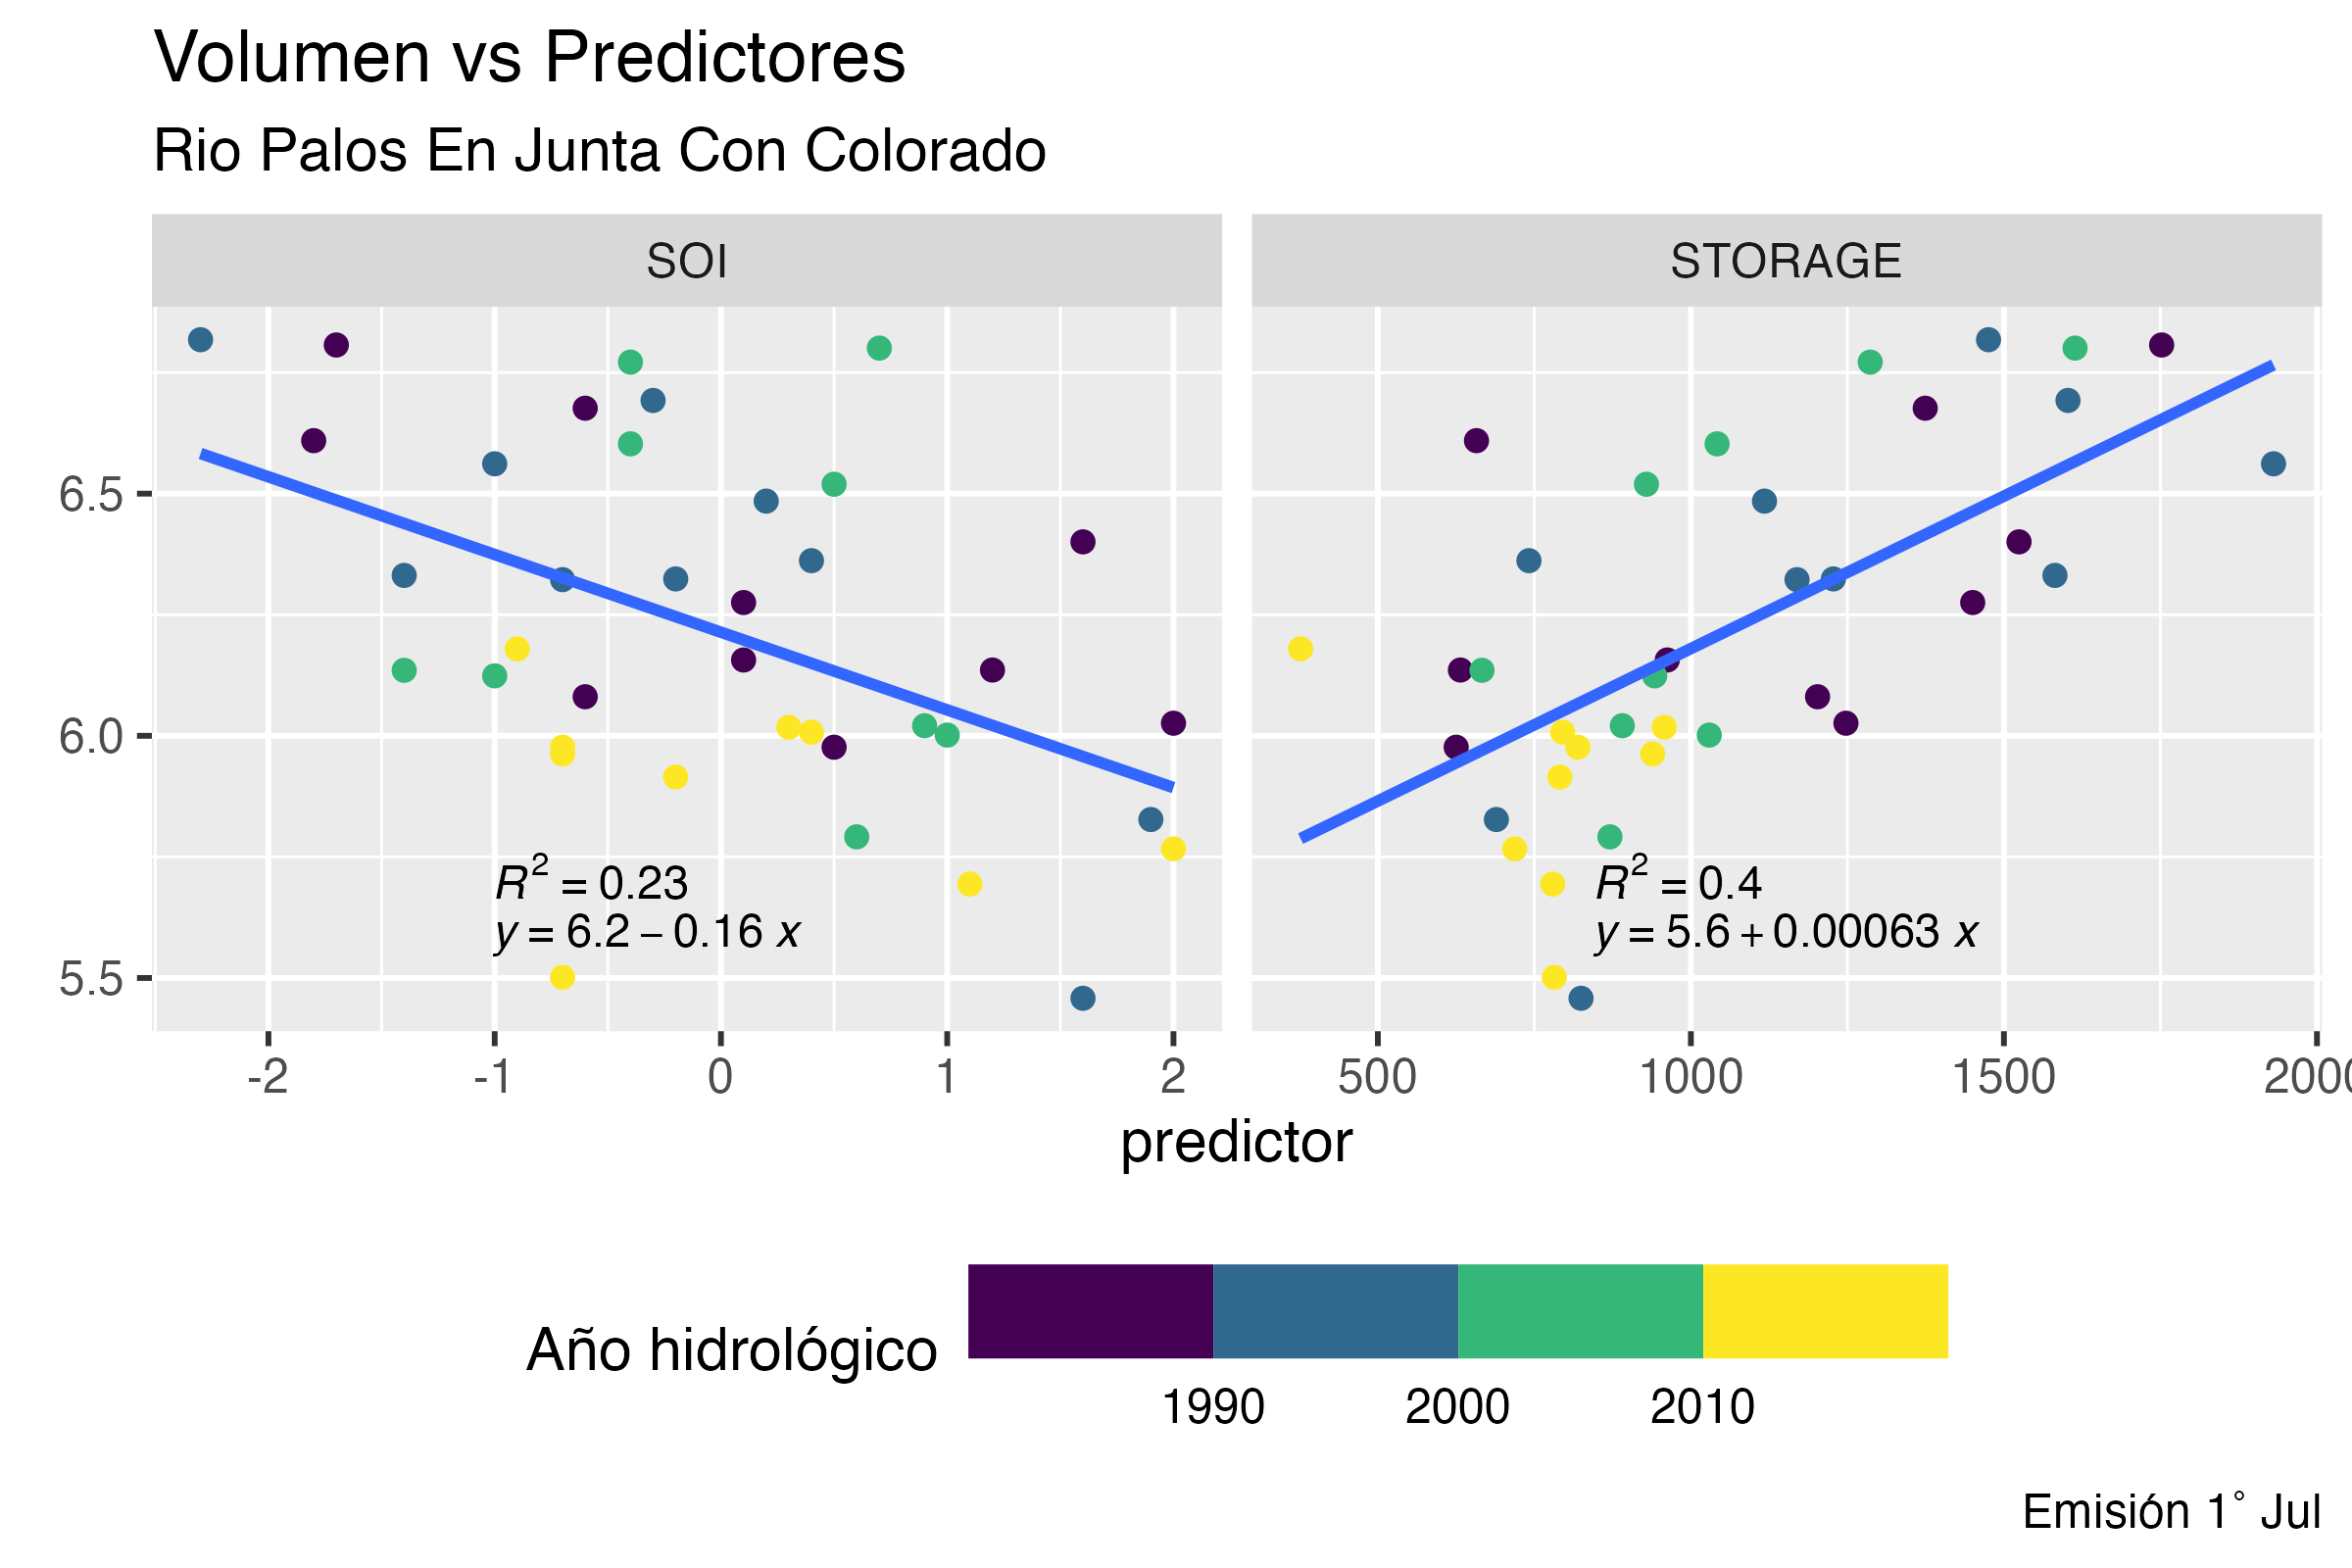 Volumen vs Predictores
Rio Palos En Junta Con Colorado
SOI
STORAGE
6.5
6.0
5.5
R² = 0.23
y = 6.2 − 0.16 x
R² = 0.4
y = 5.6 + 0.00063 x
-2 -1 0 1 2
500 1000 1500 2000
predictor
Año hidrológico
1990 2000 2010
Emisión 1° Jul